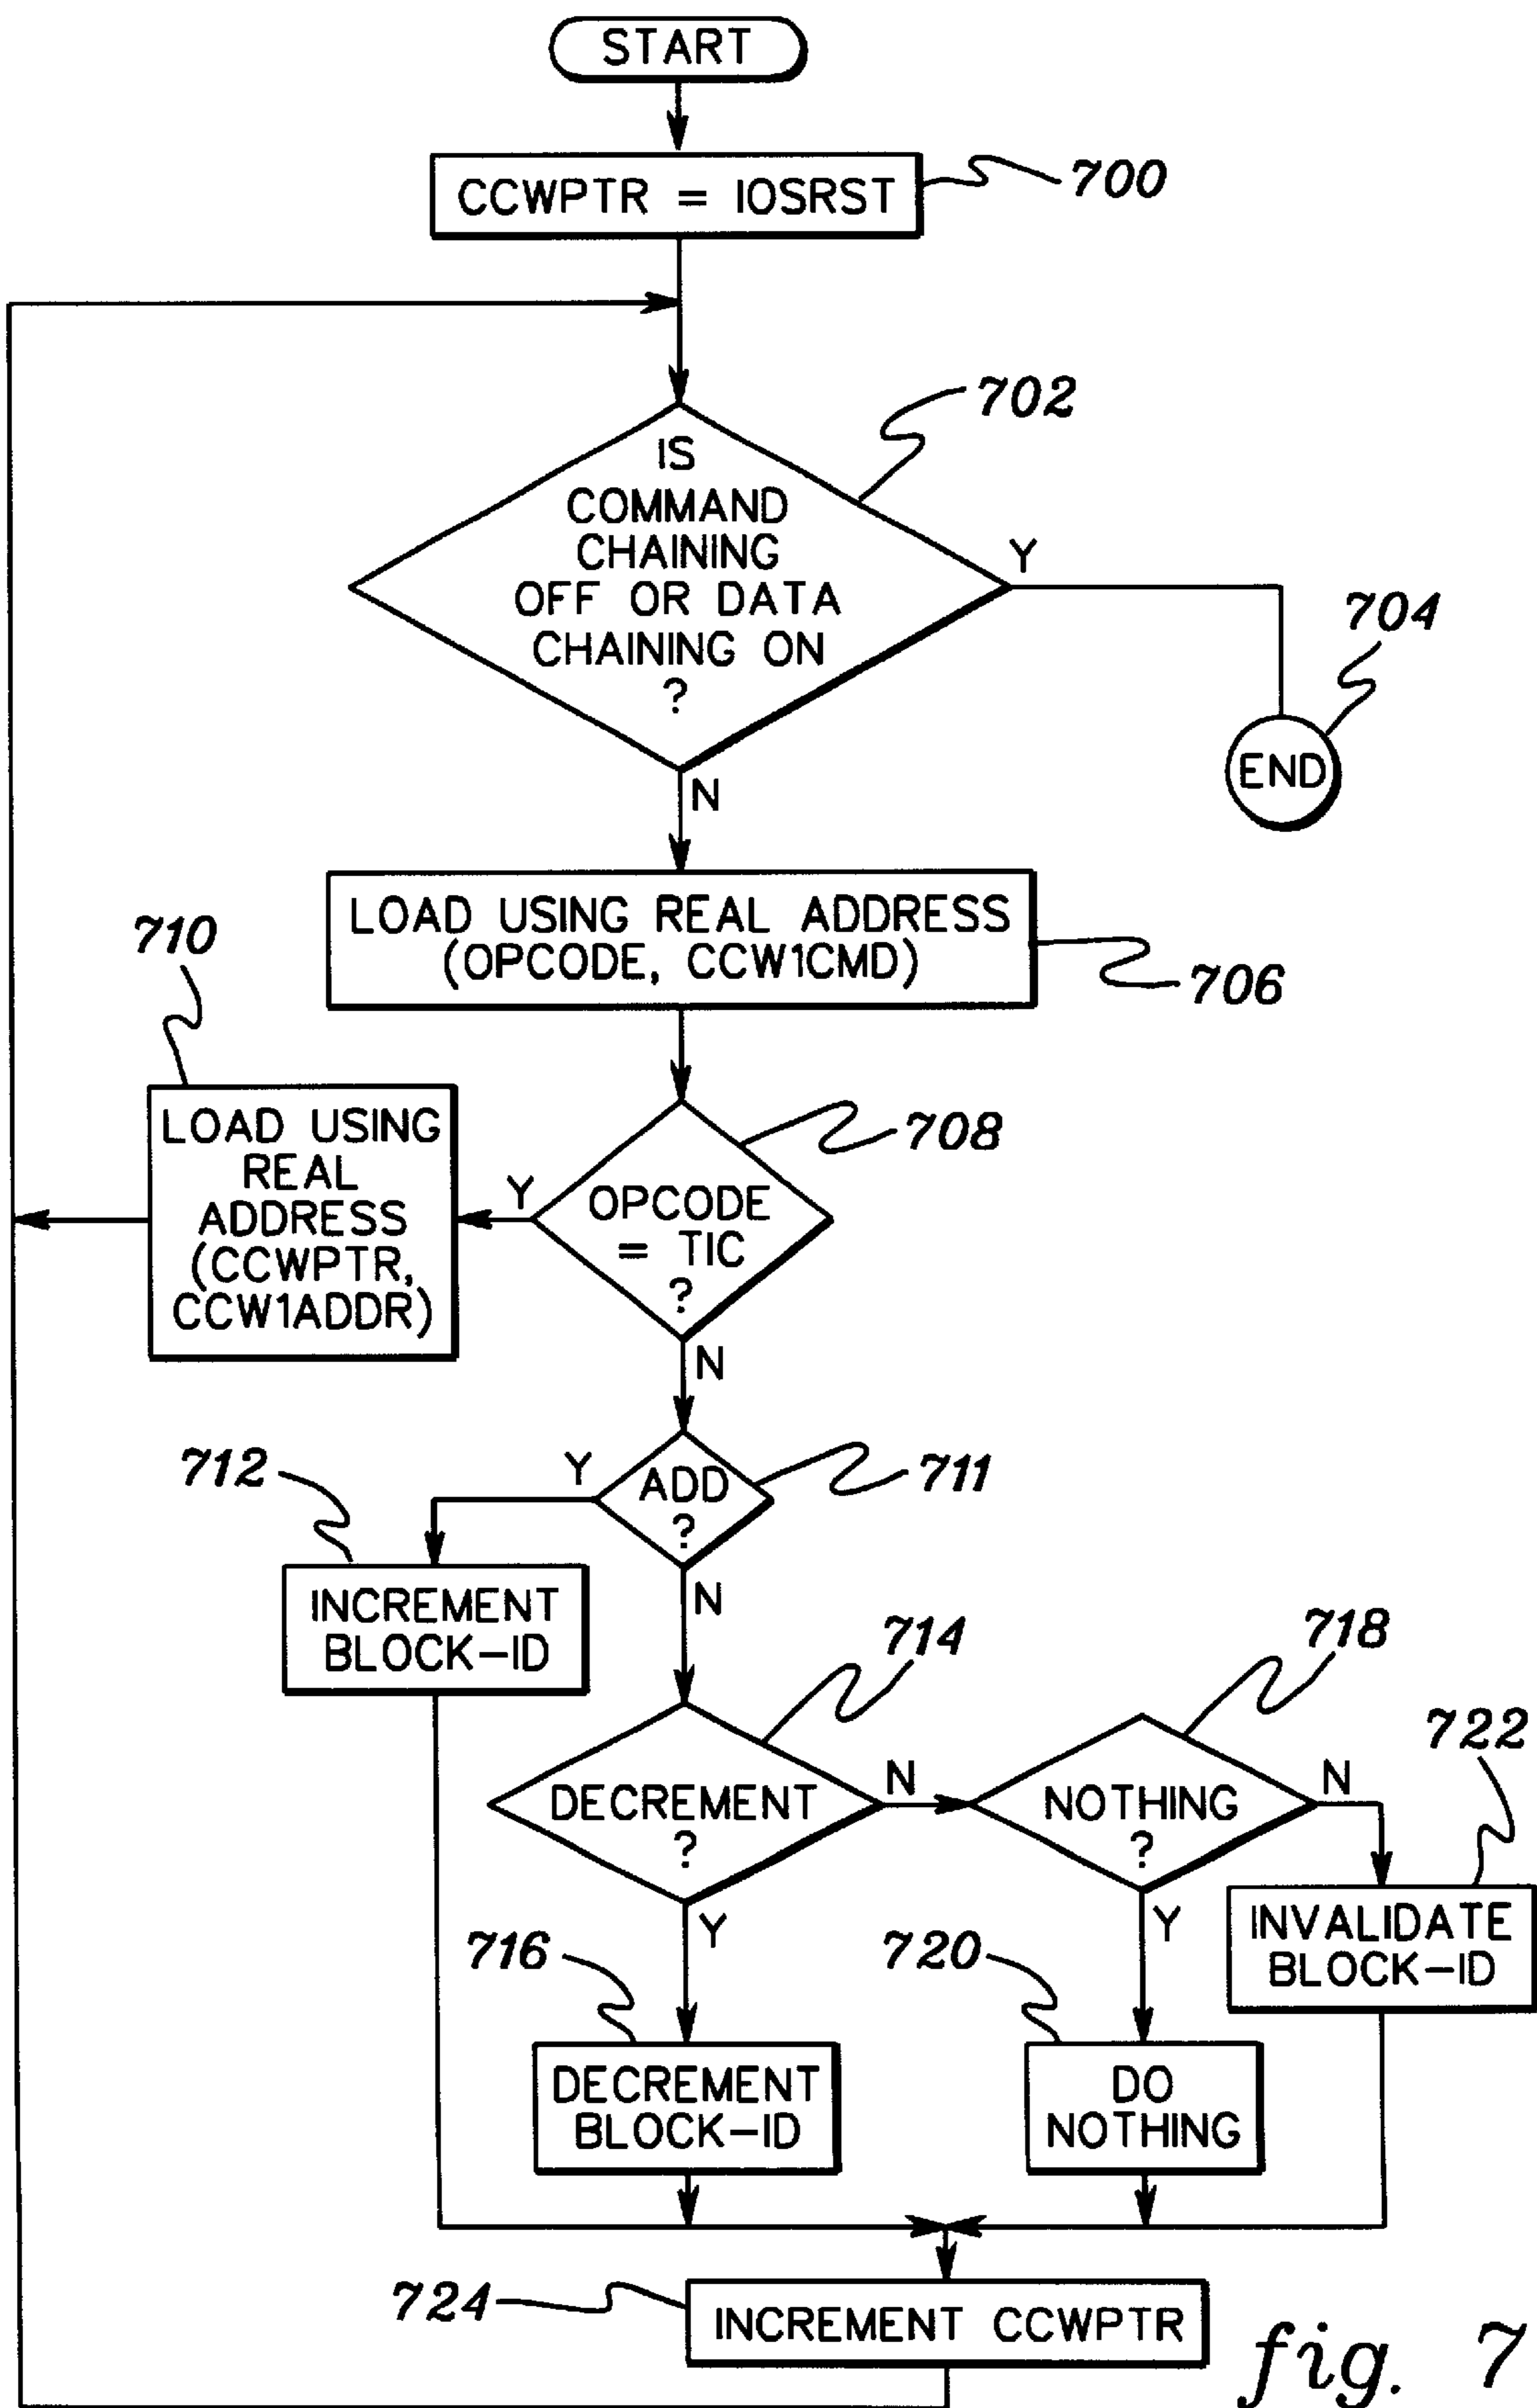 START
CCWPTR = IOSRST
700
702
IS
COMMAND
CHAINING
OFF OR DATA
CHAINING ON
?
Y
704
END
N
LOAD USING REAL ADDRESS
(OPCODE, CCW1CMD)
706
710
LOAD USING
REAL
ADDRESS
(CCWPTR,
CCW1ADDR)
Y
708
OPCODE
= TIC
?
N
712
Y
ADD
?
711
INCREMENT
BLOCK-ID
N
714
718
722
DECREMENT
?
N
NOTHING
?
N
INVALIDATE
BLOCK-ID
716
Y
720
Y
DECREMENT
BLOCK-ID
DO
NOTHING
724
INCREMENT CCWPTR
fig. 7